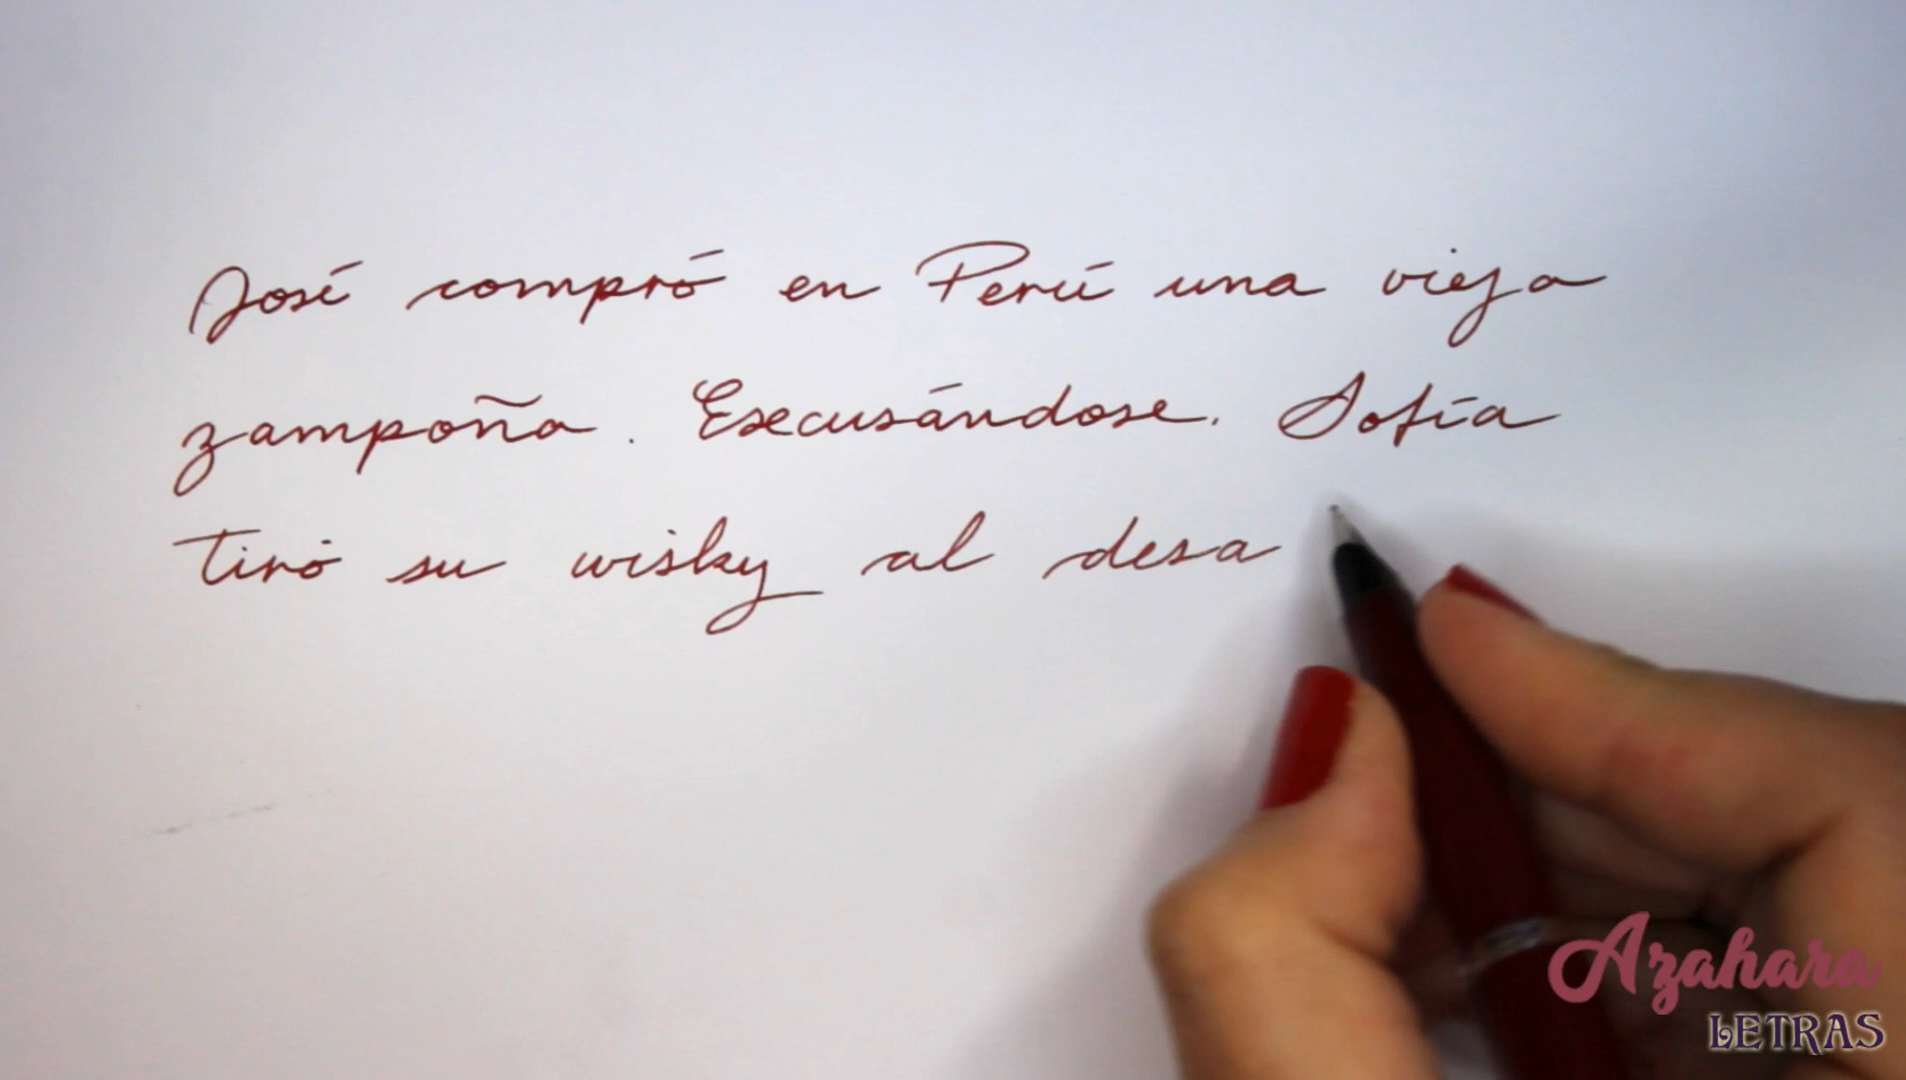 José compró en Perú una vieja
zampoña. Excusándose, Sofía
tiró su wisky al desa
Azahara
LETRAS